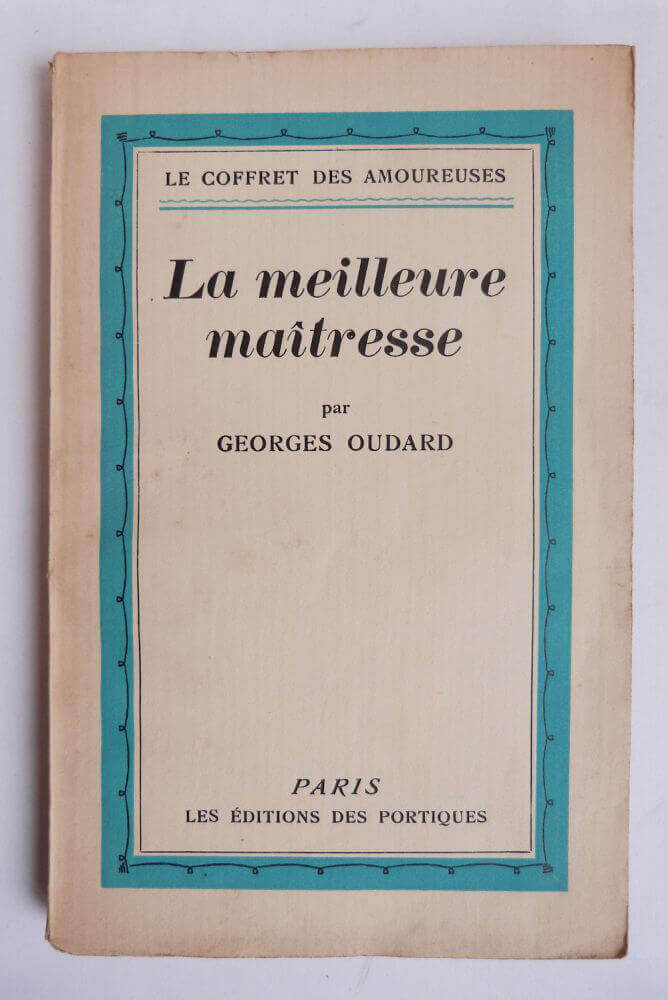 LE COFFRET DES AMOUREUSES
La meilleure
maîtresse
par
GEORGES OUDARD
PARIS
LES ÉDITIONS DES PORTIQUES